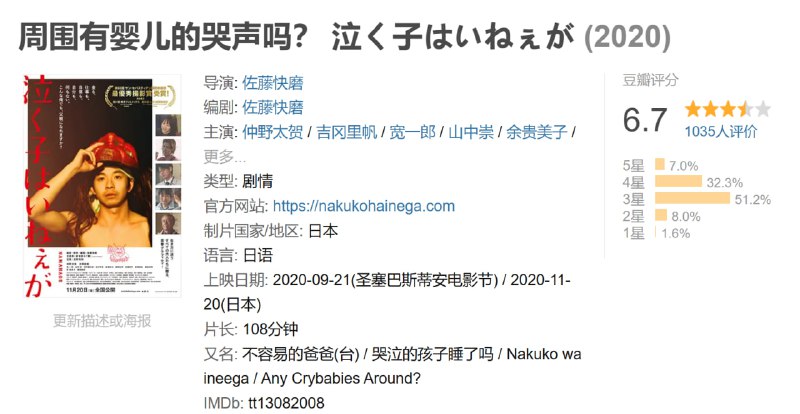 周围有婴儿的哭声吗？ 泣く子はいねぇが (2020)
泣く子はいねぇが
最優秀撮影賞受賞！
11月20日(金)全国公開
更新描述或海报
导演: 佐藤快磨
编剧: 佐藤快磨
主演: 仲野太贺 / 吉冈里帆 / 宽一郎 / 山中崇 / 余贵美子 /
更多...
类型: 剧情
官方网站: https://nakukohainega.com
制片国家/地区: 日本
语言: 日语
上映日期: 2020-09-21(圣塞巴斯蒂安电影节) / 2020-11-
20(日本)
片长: 108分钟
又名: 不容易的爸爸(台) / 哭泣的孩子睡了吗 / Nakuko wa
ineega / Any Crybabies Around?
IMDb: tt13082008
豆瓣评分
6.7
1035人评价
5星 7.0%
4星 32.3%
3星 51.2%
2星 8.0%
1星 1.6%